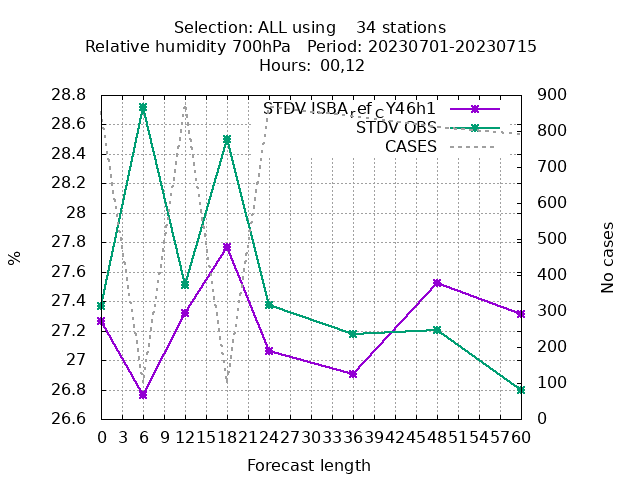 Selection: ALL using    34 stations
Relative humidity 700hPa   Period: 20230701-20230715
Hours: 00,12
STDV ISBA_ref_CY46h1
STDV OBS
CASES
28.8
28.6
28.4
28.2
28
27.8
27.6
27.4
27.2
27
26.8
26.6
%
900
800
700
600
500
400
300
200
100
0
No cases
0 3 6 9 12 15 18 21 24 27 30 33 36 39 42 45 48 51 54 57 60
Forecast length